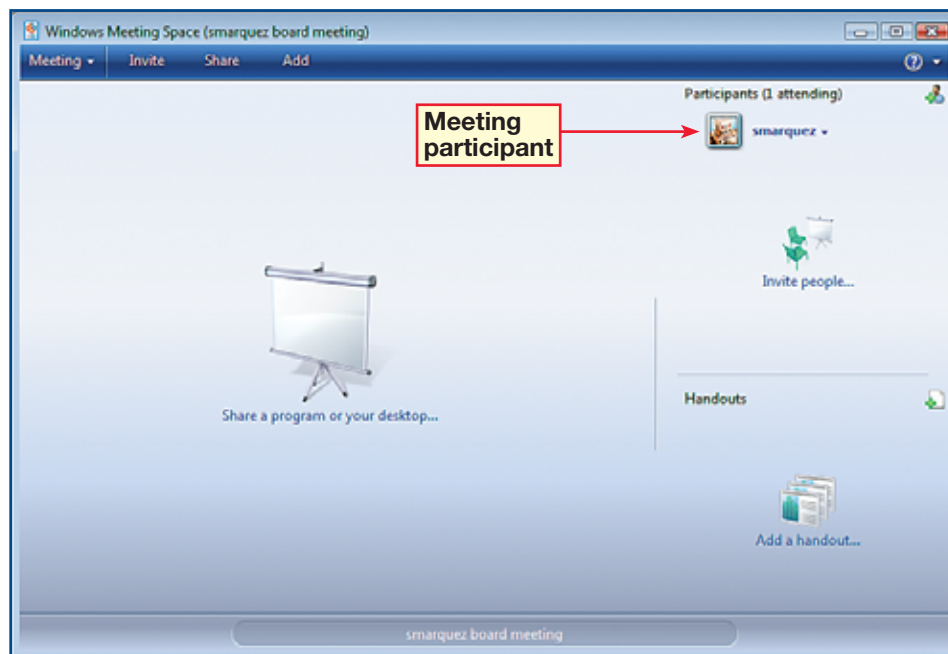 Windows Meeting Space (smarquez board meeting)
Meeting Invite Share Add
Participants (1 attending)
Meeting
participant
smarquez
Invite people...
Share a program or your desktop...
Handouts
Add a handout...
smarquez board meeting